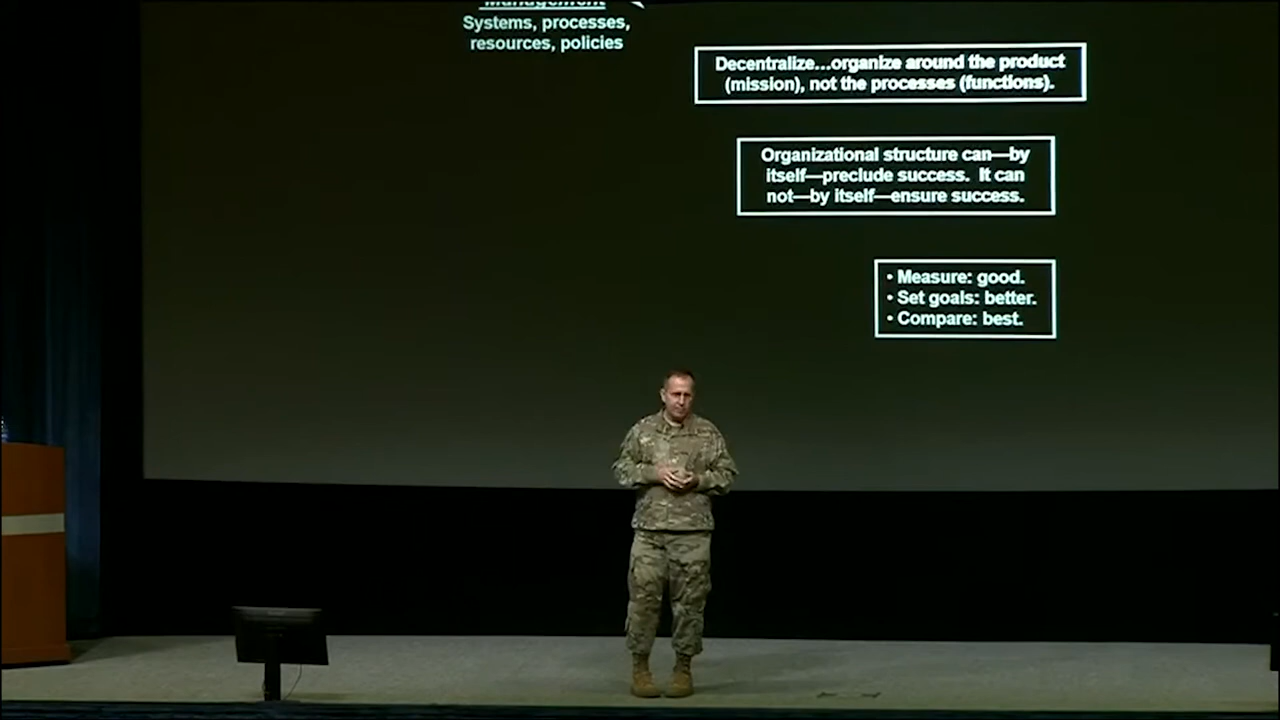 Management
Systems, processes,
resources, policies
Decentralize...organize around the product
(mission), not the processes (functions).
Organizational structure can—by
itself—preclude success. It can
not—by itself—ensure success.
• Measure: good.
• Set goals: better.
• Compare: best.